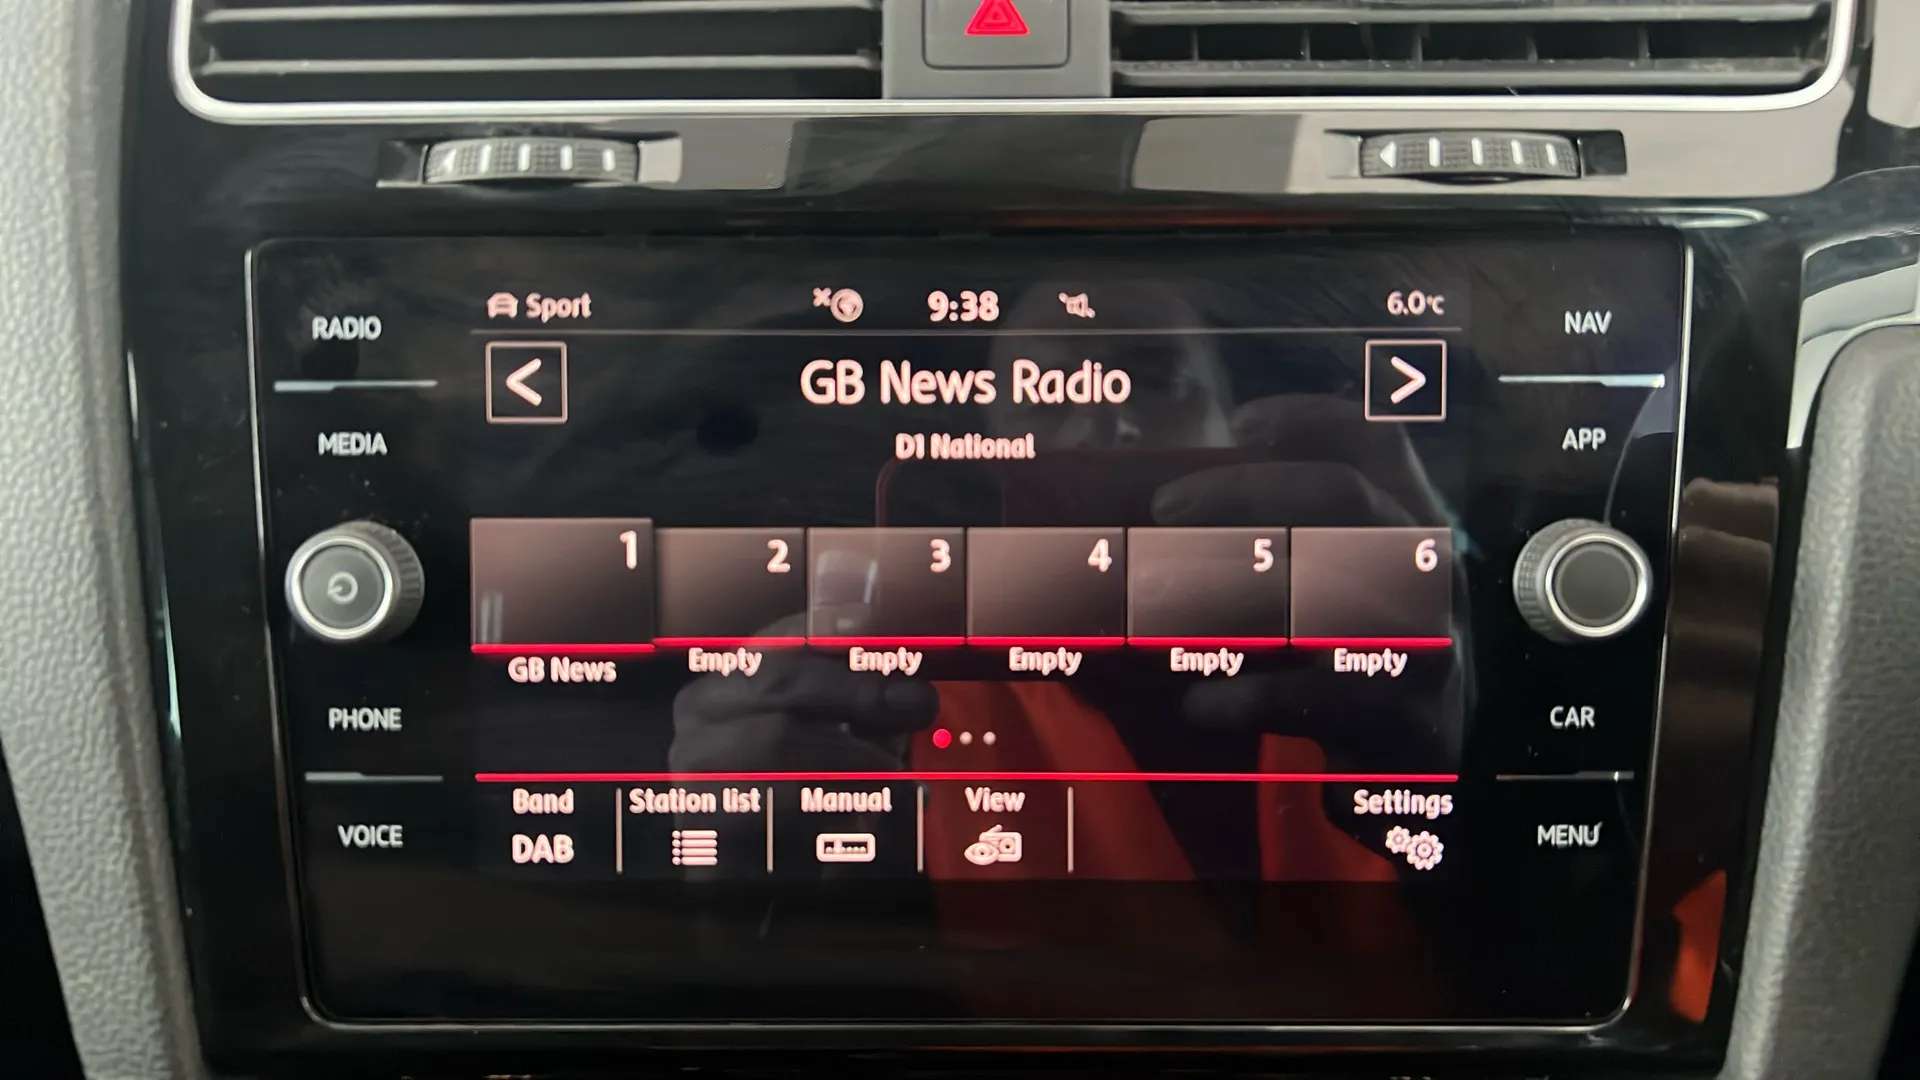 RADIO
MEDIA
PHONE
VOICE
Sport 9:38 6.0°C
< GB News Radio >
D1 National
1 2 3 4 5 6
GB News Empty Empty Empty Empty Empty
Band Station list Manual View Settings
DAB
NAV
APP
CAR
MENU